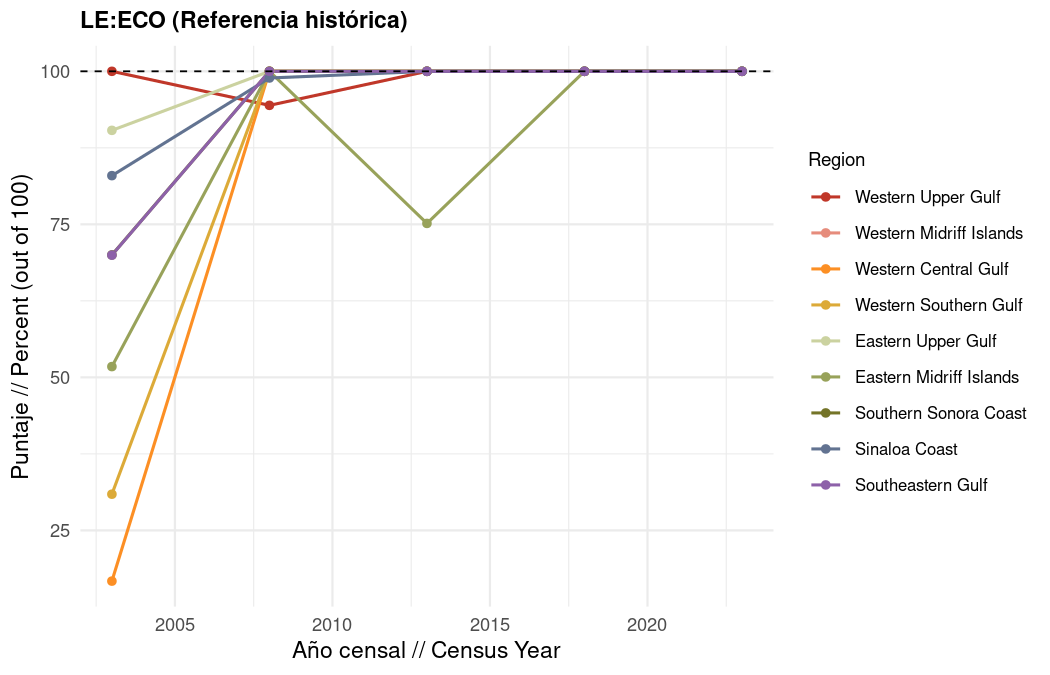 LE:ECO (Referencia histórica)
Puntaje // Percent (out of 100)
100
75
50
25
2005
2010
2015
2020
Año censal // Census Year
Region
Western Upper Gulf
Western Midriff Islands
Western Central Gulf
Western Southern Gulf
Eastern Upper Gulf
Eastern Midriff Islands
Southern Sonora Coast
Sinaloa Coast
Southeastern Gulf